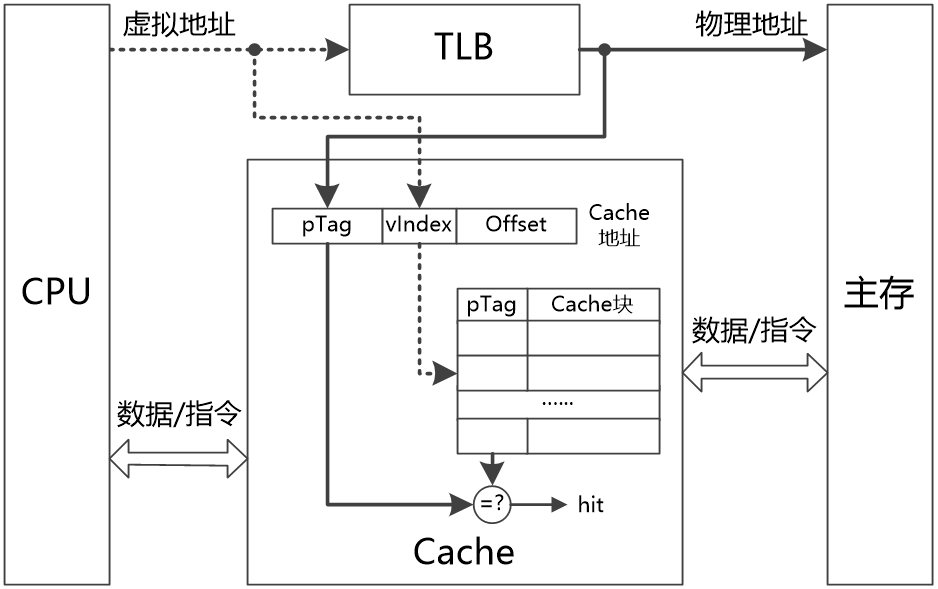 虚拟地址
TLB
物理地址
pTag
vIndex
Offset
Cache
地址
CPU
pTag
Cache块
主存
数据/指令
......
数据/指令
=?
hit
Cache